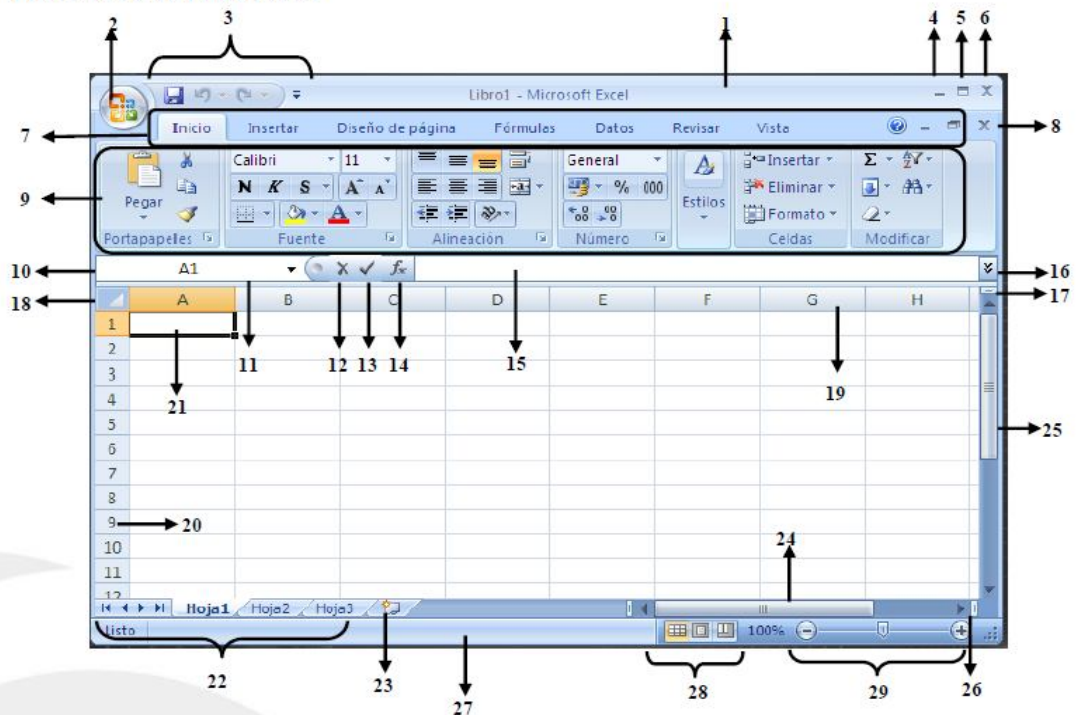 2 3 1 4 5 6
Libro1 - Microsoft Excel
7 Inicio Insertar Diseño de página Fórmulas Datos Revisar Vista 8
Calibri 11 General Insertar Σ
9 Pegar N K S A A % 000 Estilos Eliminar
A Formato
Portapapeles Fuente Alineación Número Celdas Modificar
10 A1 fx 16
18 A B C D E F G H 17
1
2
3 11 12 13 14 15
4 21 19
5 25
6
7
8
9 20
10 24
11
12
Hoja1 Hoja2 Hoja3
Listo 100%
22 23 27 28 29 26